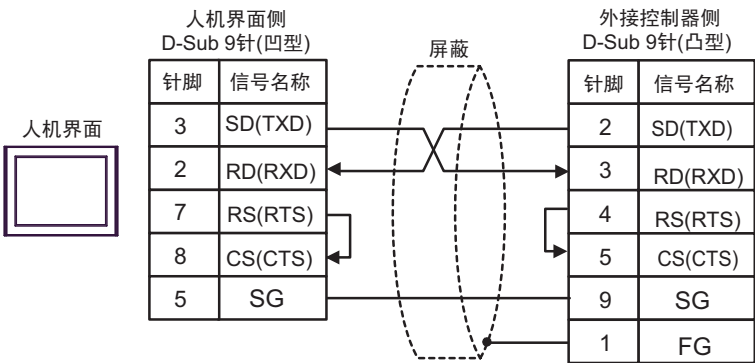 人机界面侧
D-Sub 9针(凹型)
外接控制器侧
D-Sub 9针(凸型)
屏蔽
人机界面
针脚 信号名称
3 SD(TXD)
2 RD(RXD)
7 RS(RTS)
8 CS(CTS)
5 SG
针脚 信号名称
2 SD(TXD)
3 RD(RXD)
4 RS(RTS)
5 CS(CTS)
9 SG
1 FG